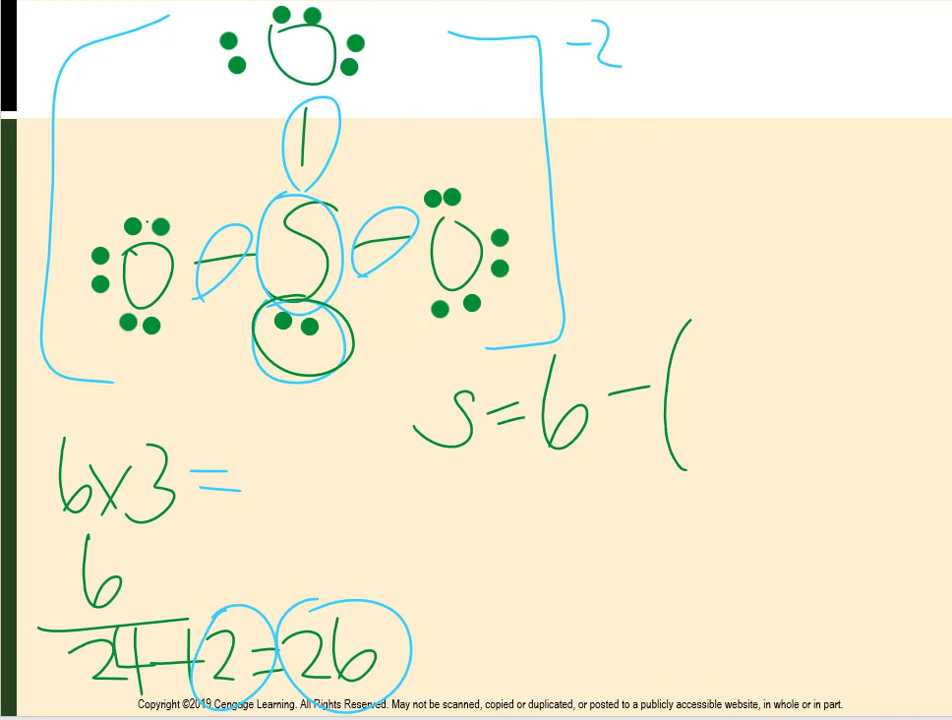 O -2
|
O - S - O
S = 6 - (
6x3 =
6
24 + 2 = 26
Copyright ©2019 Cengage Learning. All Rights Reserved. May not be scanned, copied or duplicated, or posted to a publicly accessible website, in whole or in part.